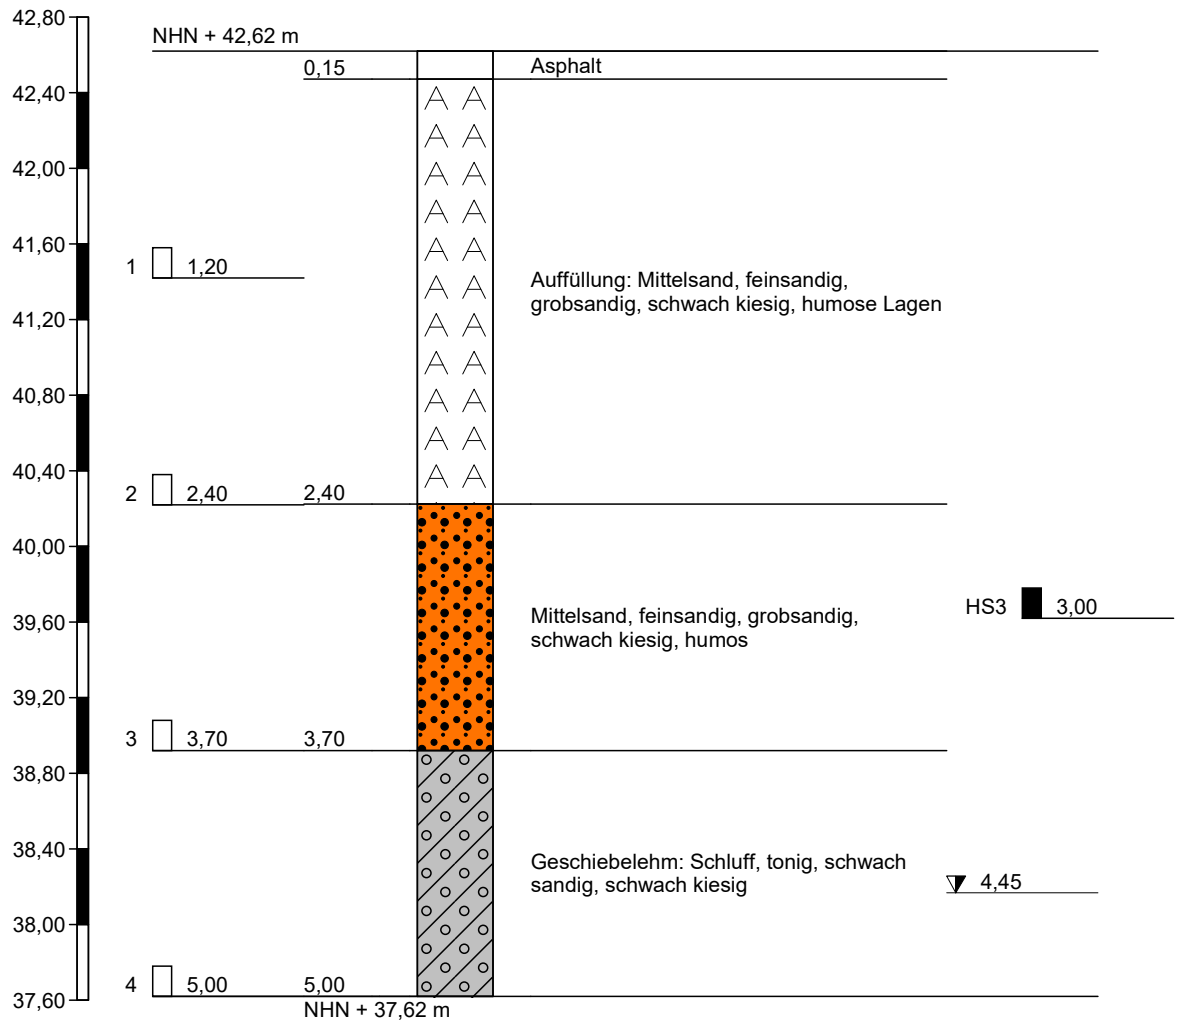 42,80
NHN + 42,62 m
0,15
Asphalt
42,40
42,00
41,60
1
1,20
Auffüllung: Mittelsand, feinsandig,
grobsandig, schwach kiesig, humose Lagen
41,20
40,80
40,40
2
2,40
2,40
40,00
HS3
3,00
39,60
Mittelsand, feinsandig, grobsandig,
schwach kiesig, humos
39,20
3
3,70
3,70
38,80
38,40
Geschiebelehm: Schluff, tonig, schwach
sandig, schwach kiesig
4,45
38,00
4
5,00
5,00
37,60
NHN + 37,62 m